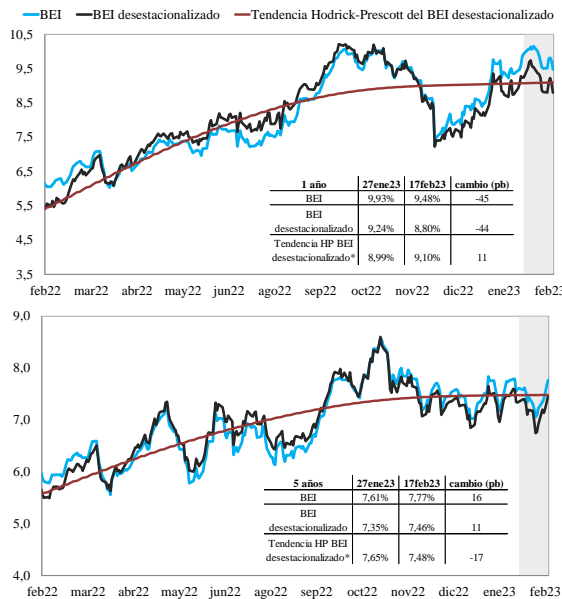 BEI BEI desestacionalizado Tendencia Hodrick-Prescott del BEI desestacionalizado
10,5
9,5
8,5
7,5
6,5
5,5
4,5
3,5
1 año 27ene23 17feb23 cambio (pb)
BEI 9,93% 9,48% -45
BEI
desestacionalizado 9,24% 8,80% -44
Tendencia HP BEI
desestacionalizado* 8,99% 9,10% 11
feb22 mar22 abr22 may22 jun22 ago22 sep22 oct22 nov22 dic22 ene23 feb23
9,0
8,0
7,0
6,0
5,0
4,0
5 años 27ene23 17feb23 cambio (pb)
BEI 7,61% 7,77% 16
BEI
desestacionalizado 7,35% 7,46% 11
Tendencia HP BEI
desestacionalizado* 7,65% 7,48% -17
feb22 mar22 abr22 may22 jun22 ago22 sep22 oct22 nov22 dic22 ene23 feb23